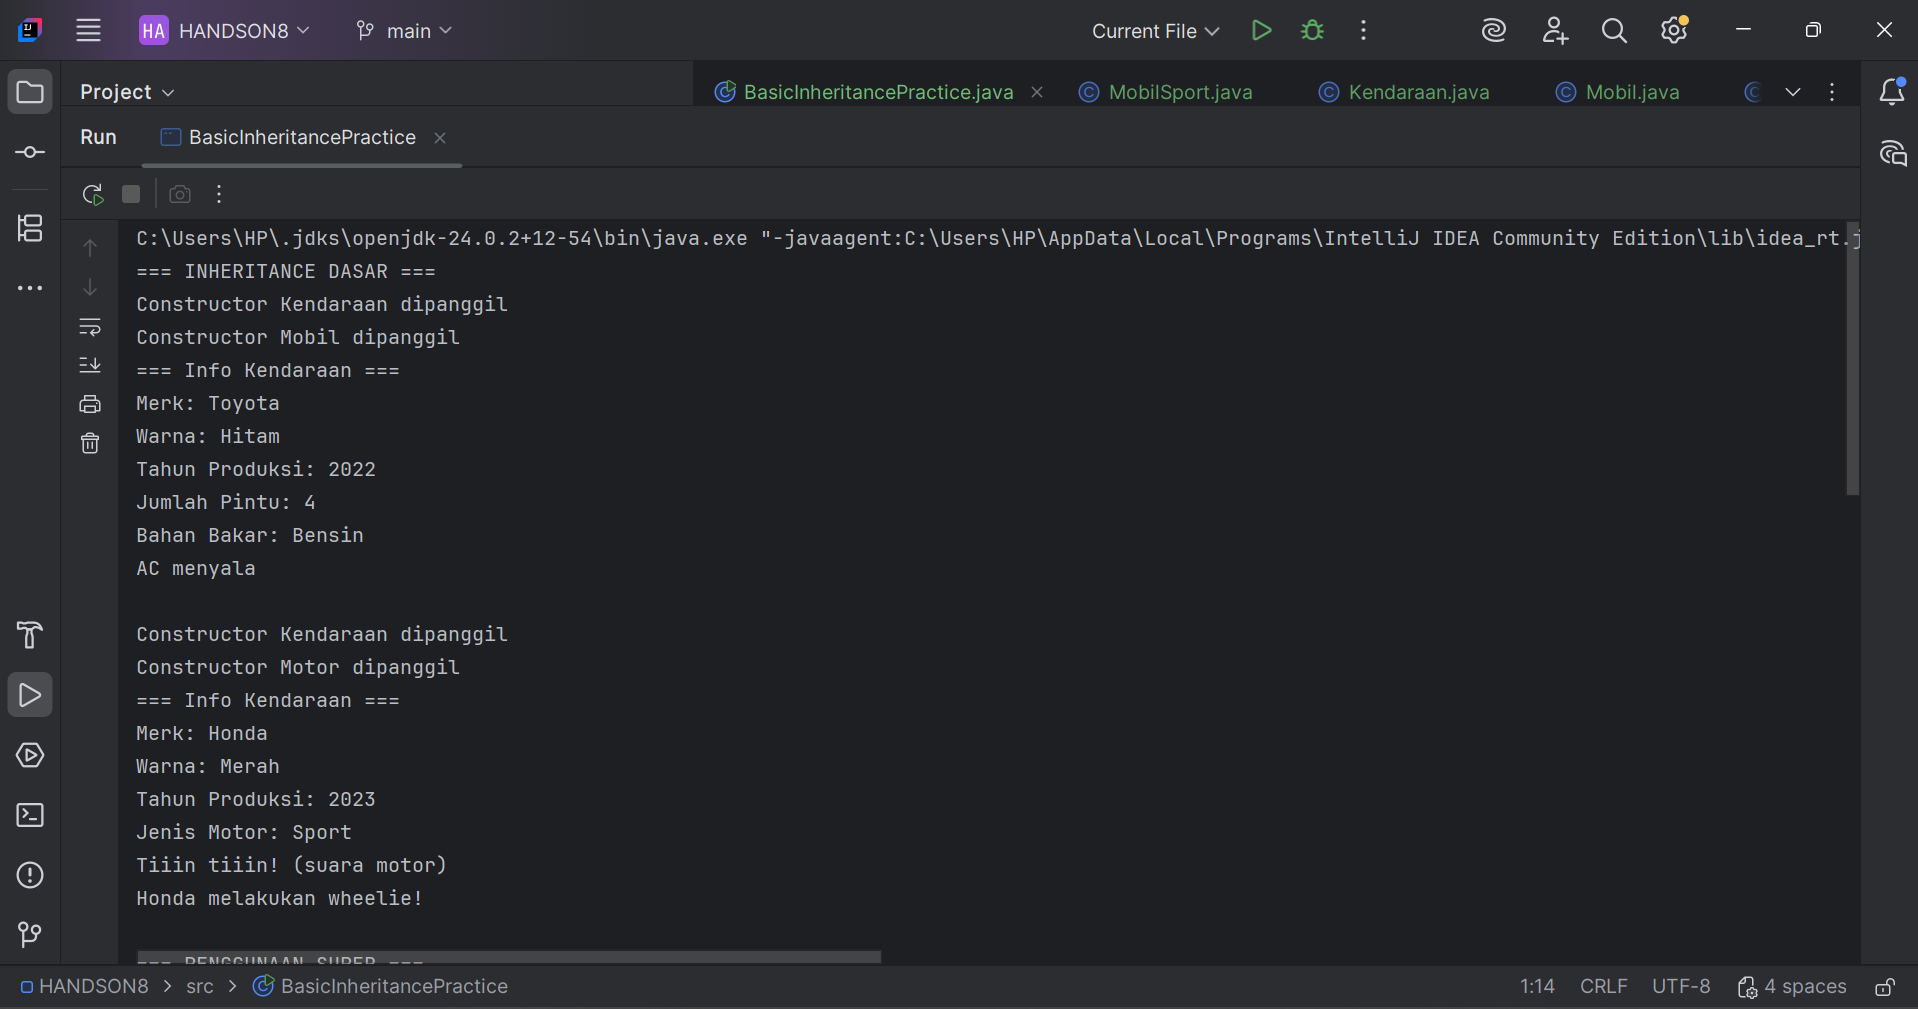 HA HANDSON8 main Current File
Project BasicInheritancePractice.java MobilSport.java Kendaraan.java Mobil.java
Run BasicInheritancePractice
C:\Users\HP\.jdks\openjdk-24.0.2+12-54\bin\java.exe "-javaagent:C:\Users\HP\AppData\Local\Programs\IntelliJ IDEA Community Edition\lib\idea_rt.j
=== INHERITANCE DASAR ===
Constructor Kendaraan dipanggil
Constructor Mobil dipanggil
=== Info Kendaraan ===
Merk: Toyota
Warna: Hitam
Tahun Produksi: 2022
Jumlah Pintu: 4
Bahan Bakar: Bensin
AC menyala
Constructor Kendaraan dipanggil
Constructor Motor dipanggil
=== Info Kendaraan ===
Merk: Honda
Warna: Merah
Tahun Produksi: 2023
Jenis Motor: Sport
Tiiin tiiin! (suara motor)
Honda melakukan wheelie!
=== PENGGUNAAN SUPER ===
HANDSON8 > src > BasicInheritancePractice 1:14 CRLF UTF-8 4 spaces